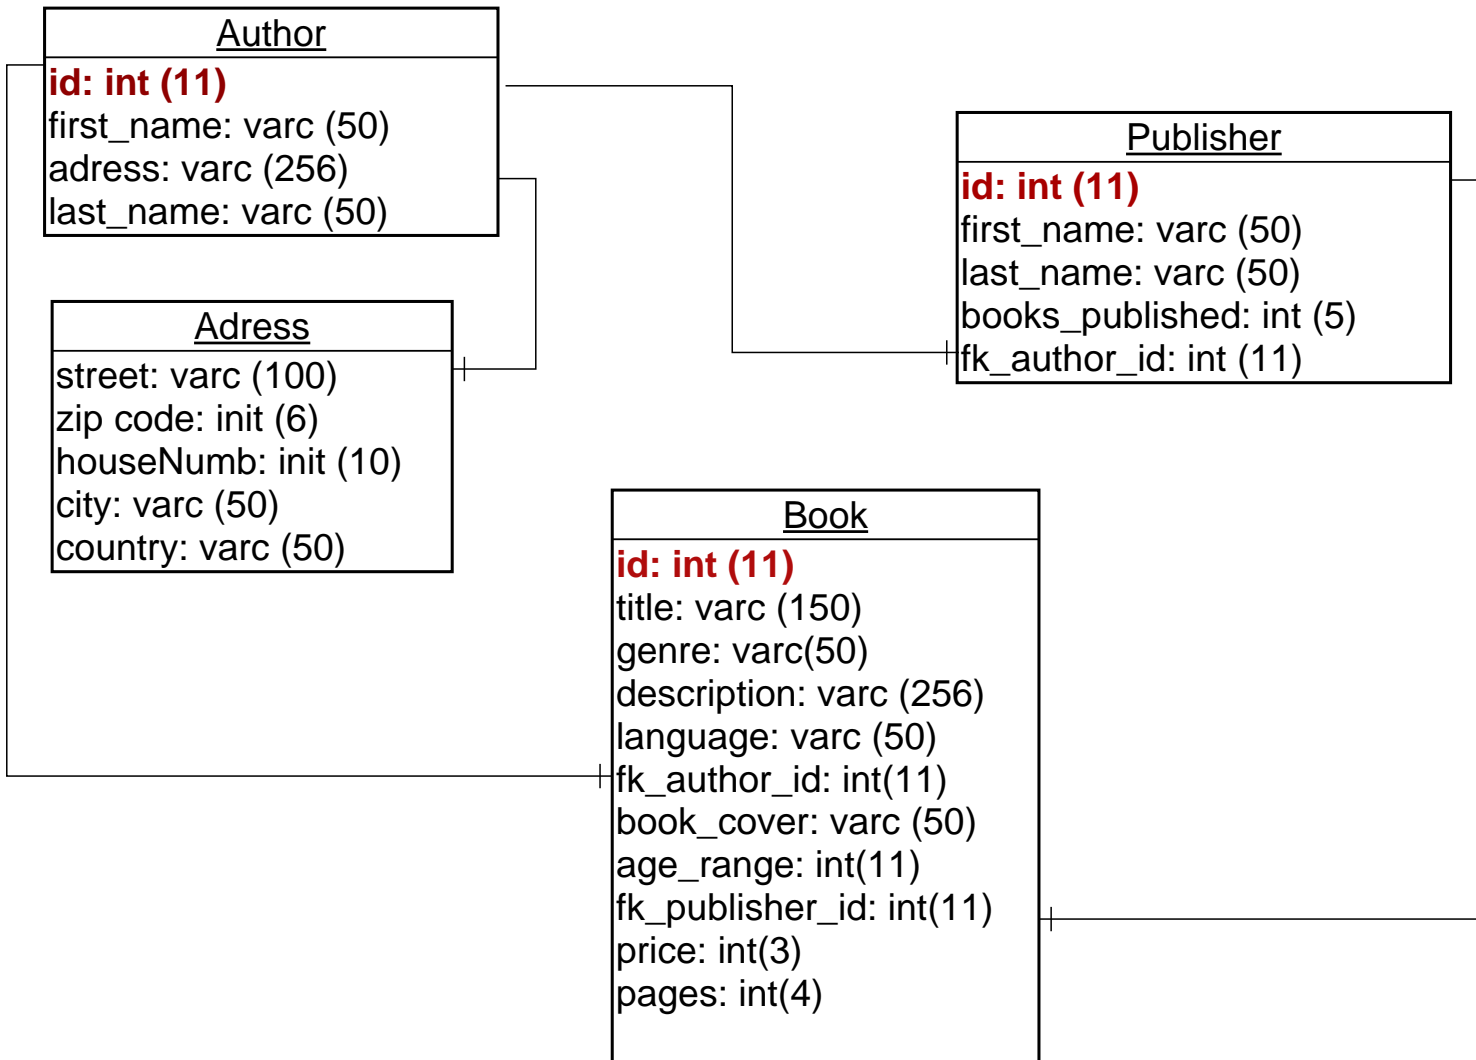 Author
id: int (11)
first_name: varc (50)
adress: varc (256)
last_name: varc (50)
Publisher
id: int (11)
first_name: varc (50)
last_name: varc (50)
books_published: int (5)
fk_author_id: int (11)
Adress
street: varc (100)
zip code: init (6)
houseNumb: init (10)
city: varc (50)
country: varc (50)
Book
id: int (11)
title: varc (150)
genre: varc(50)
description: varc (256)
language: varc (50)
fk_author_id: int(11)
book_cover: varc (50)
age_range: int(11)
fk_publisher_id: int(11)
price: int(3)
pages: int(4)